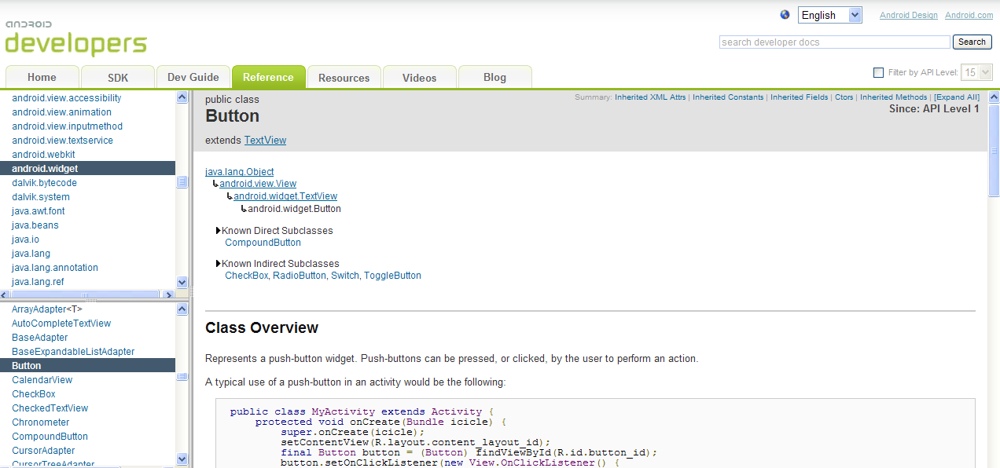 English
Android Design Android.com
ANDROID
developers
search developer docs Search
Home SDK Dev Guide Reference Resources Videos Blog
Filter by API Level: 15
android.view.accessibility
android.view.animation
android.view.inputmethod
android.view.textservice
android.webkit
android.widget
dalvik.bytecode
dalvik.system
java.awt.font
java.beans
java.io
java.lang
java.lang.annotation
java.lang.ref
ArrayAdapter<T>
AutoCompleteTextView
BaseAdapter
BaseExpandableListAdapter
Button
CalendarView
CheckBox
CheckedTextView
Chronometer
CompoundButton
CursorAdapter
CursorTreeAdapter
Summary: Inherited XML Attrs | Inherited Constants | Inherited Fields | Ctors | Inherited Methods | [Expand All]
public class
Since: API Level 1
Button
extends TextView
java.lang.Object
↳android.view.View
↳android.widget.TextView
↳android.widget.Button
Known Direct Subclasses
CompoundButton
Known Indirect Subclasses
CheckBox, RadioButton, Switch, ToggleButton
Class Overview
Represents a push-button widget. Push-buttons can be pressed, or clicked, by the user to perform an action.
A typical use of a push-button in an activity would be the following:
public class MyActivity extends Activity {
protected void onCreate(Bundle icicle) {
super.onCreate(icicle);
setContentView(R.layout.content_layout_id);
final Button button = (Button) findViewById(R.id.button_id);
button.setOnClickListener(new View.OnClickListener() {